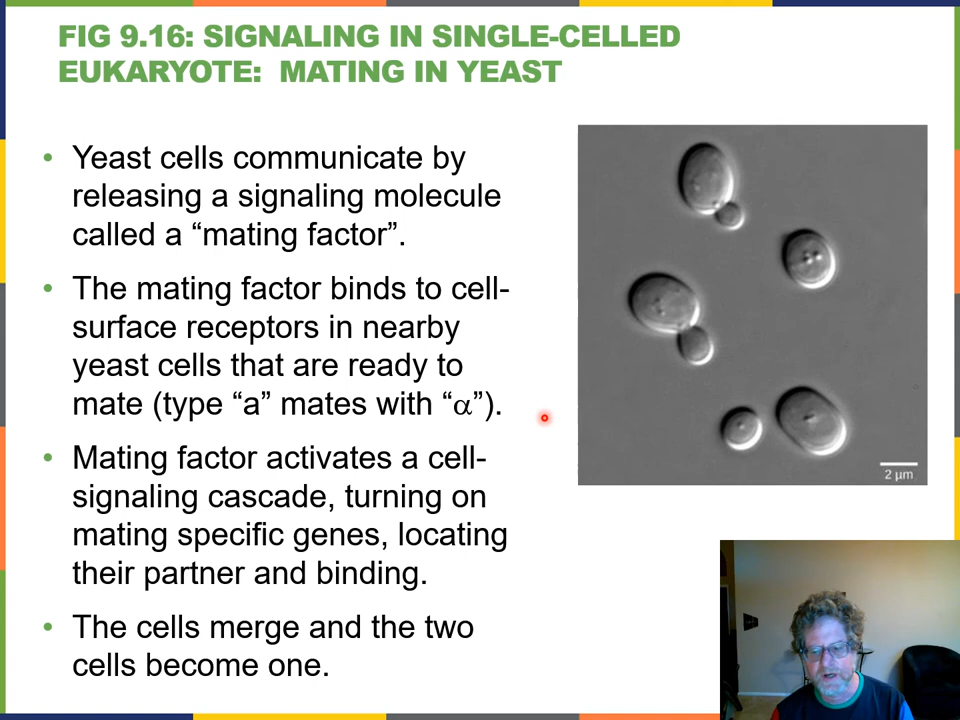 FIG 9.16: SIGNALING IN SINGLE-CELLED
EUKARYOTE: MATING IN YEAST
• Yeast cells communicate by
releasing a signaling molecule
called a “mating factor”.
• The mating factor binds to cell-
surface receptors in nearby
yeast cells that are ready to
mate (type “a” mates with “α”).
• Mating factor activates a cell-
signaling cascade, turning on
mating specific genes, locating
their partner and binding.
• The cells merge and the two
cells become one.
2 µm